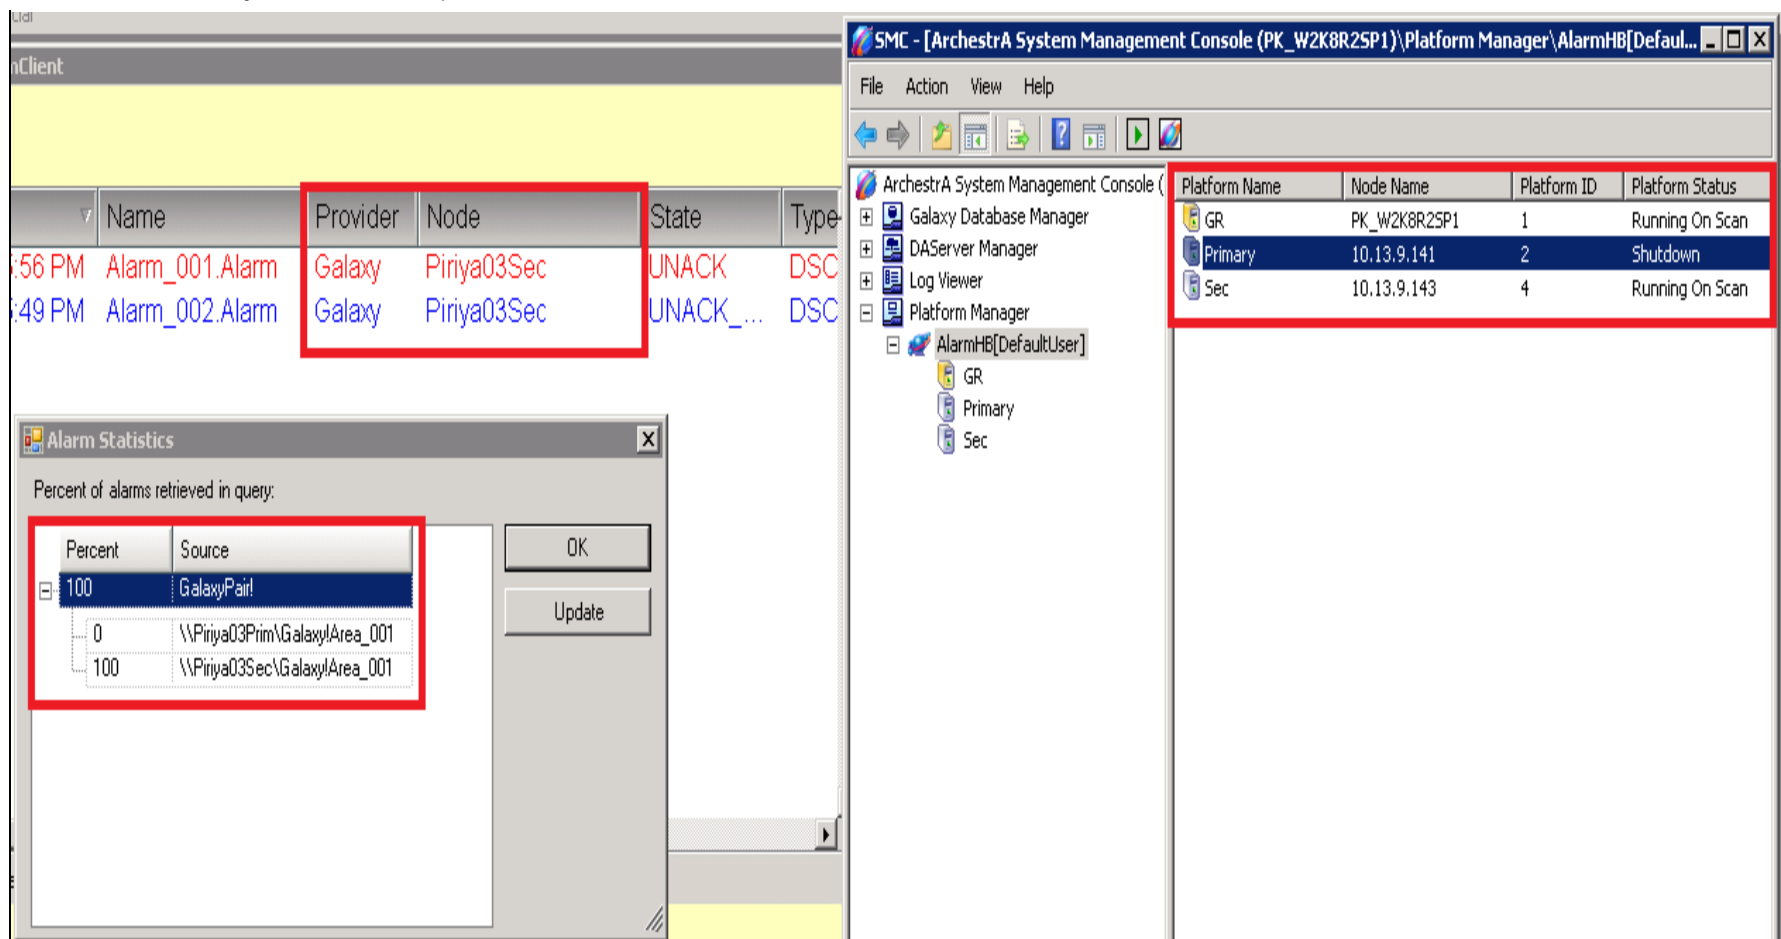 nClient
Name Provider Node State Type
:56 PM Alarm_001.Alarm Galaxy Piriya03Sec UNACK DSC
:49 PM Alarm_002.Alarm Galaxy Piriya03Sec UNACK_... DSC
Alarm Statistics
Percent of alarms retrieved in query:
Percent Source
100 GalaxyPair!
0 \\Piriya03Prim\Galaxy!Area_001
100 \\Piriya03Sec\Galaxy!Area_001
OK
Update
SMC - [ArchestrA System Management Console (PK_W2K8R2SP1)\Platform Manager\AlarmHB[Defaul...
File Action View Help
ArchestrA System Management Console (
Galaxy Database Manager
DAServer Manager
Log Viewer
Platform Manager
AlarmHB[DefaultUser]
GR
Primary
Sec
Platform Name Node Name Platform ID Platform Status
GR PK_W2K8R2SP1 1 Running On Scan
Primary 10.13.9.141 2 Shutdown
Sec 10.13.9.143 4 Running On Scan